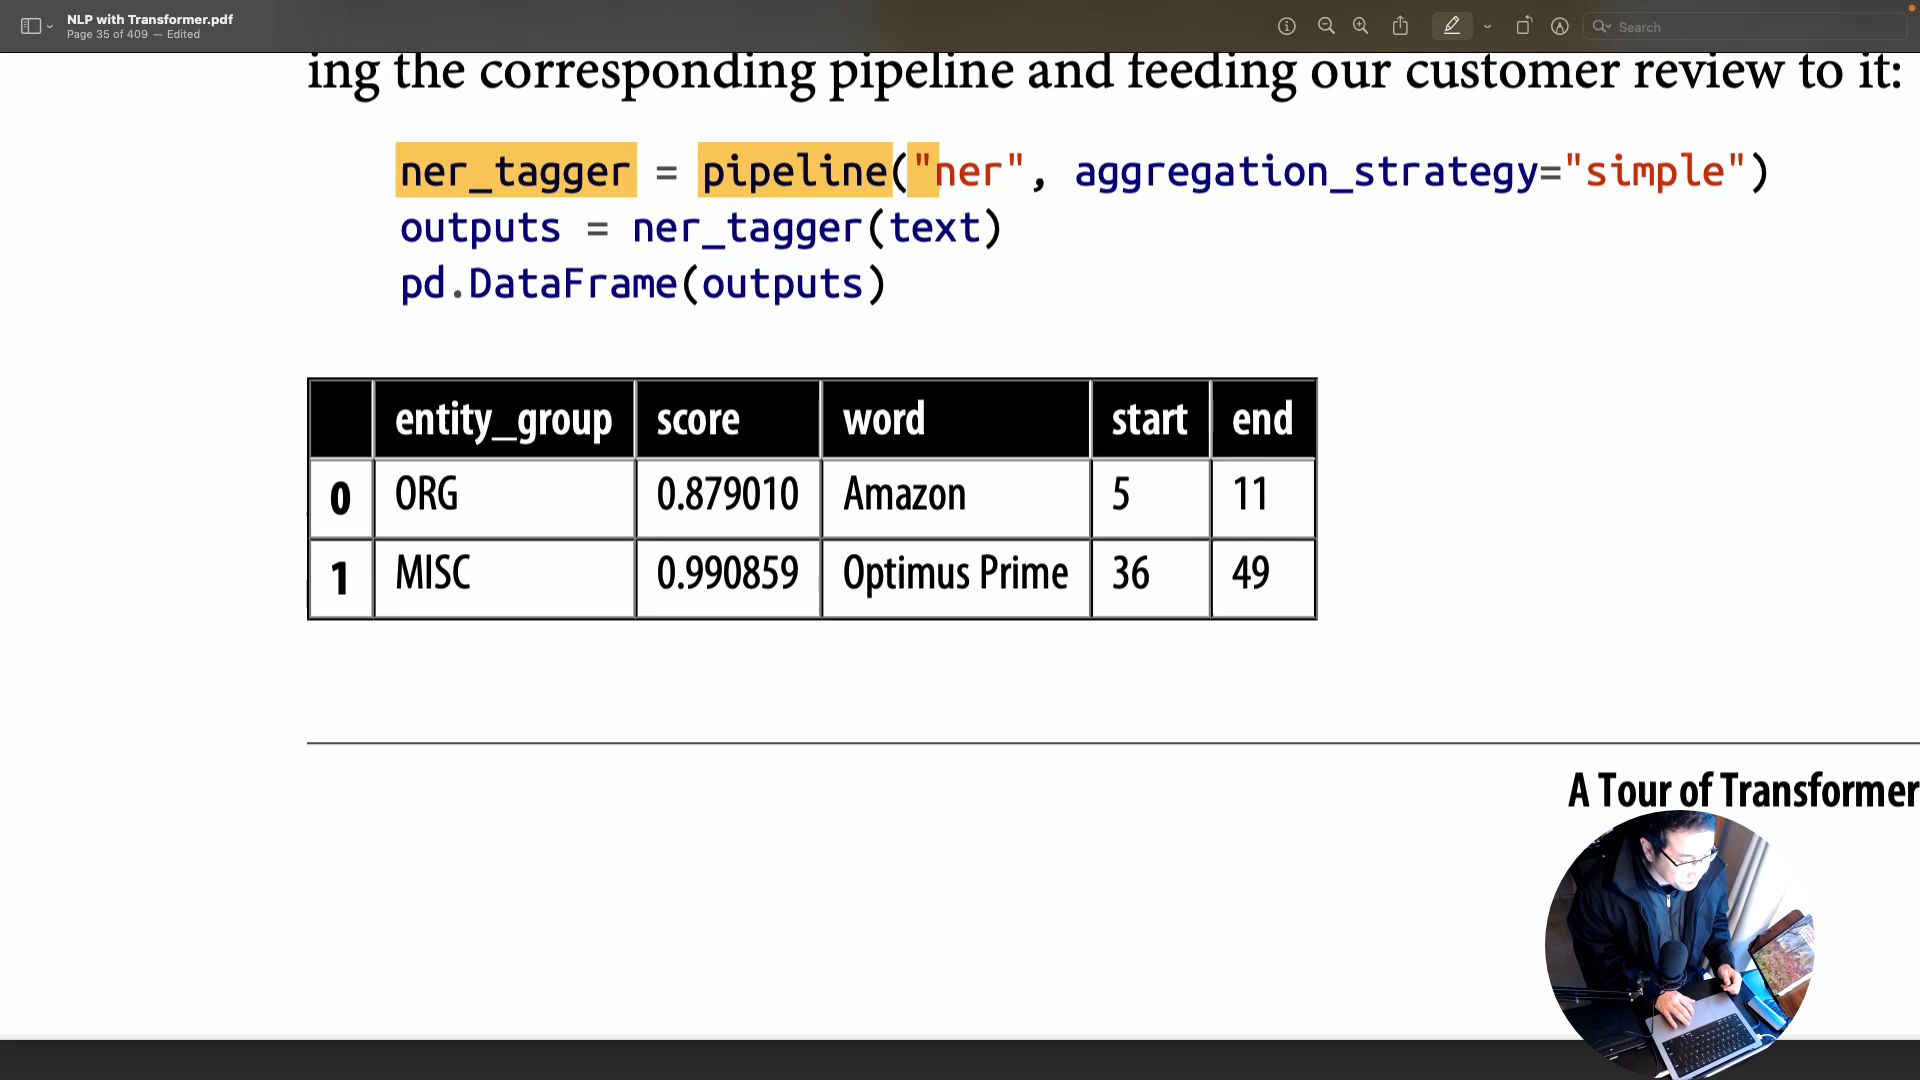 NLP with Transformer.pdf
Page 35 of 409 — Edited
Search
ing the corresponding pipeline and feeding our customer review to it:
ner_tagger = pipeline("ner", aggregation_strategy="simple")
outputs = ner_tagger(text)
pd.DataFrame(outputs)
entity_group score word start end
0 ORG 0.879010 Amazon 5 11
1 MISC 0.990859 Optimus Prime 36 49
A Tour of Transformer